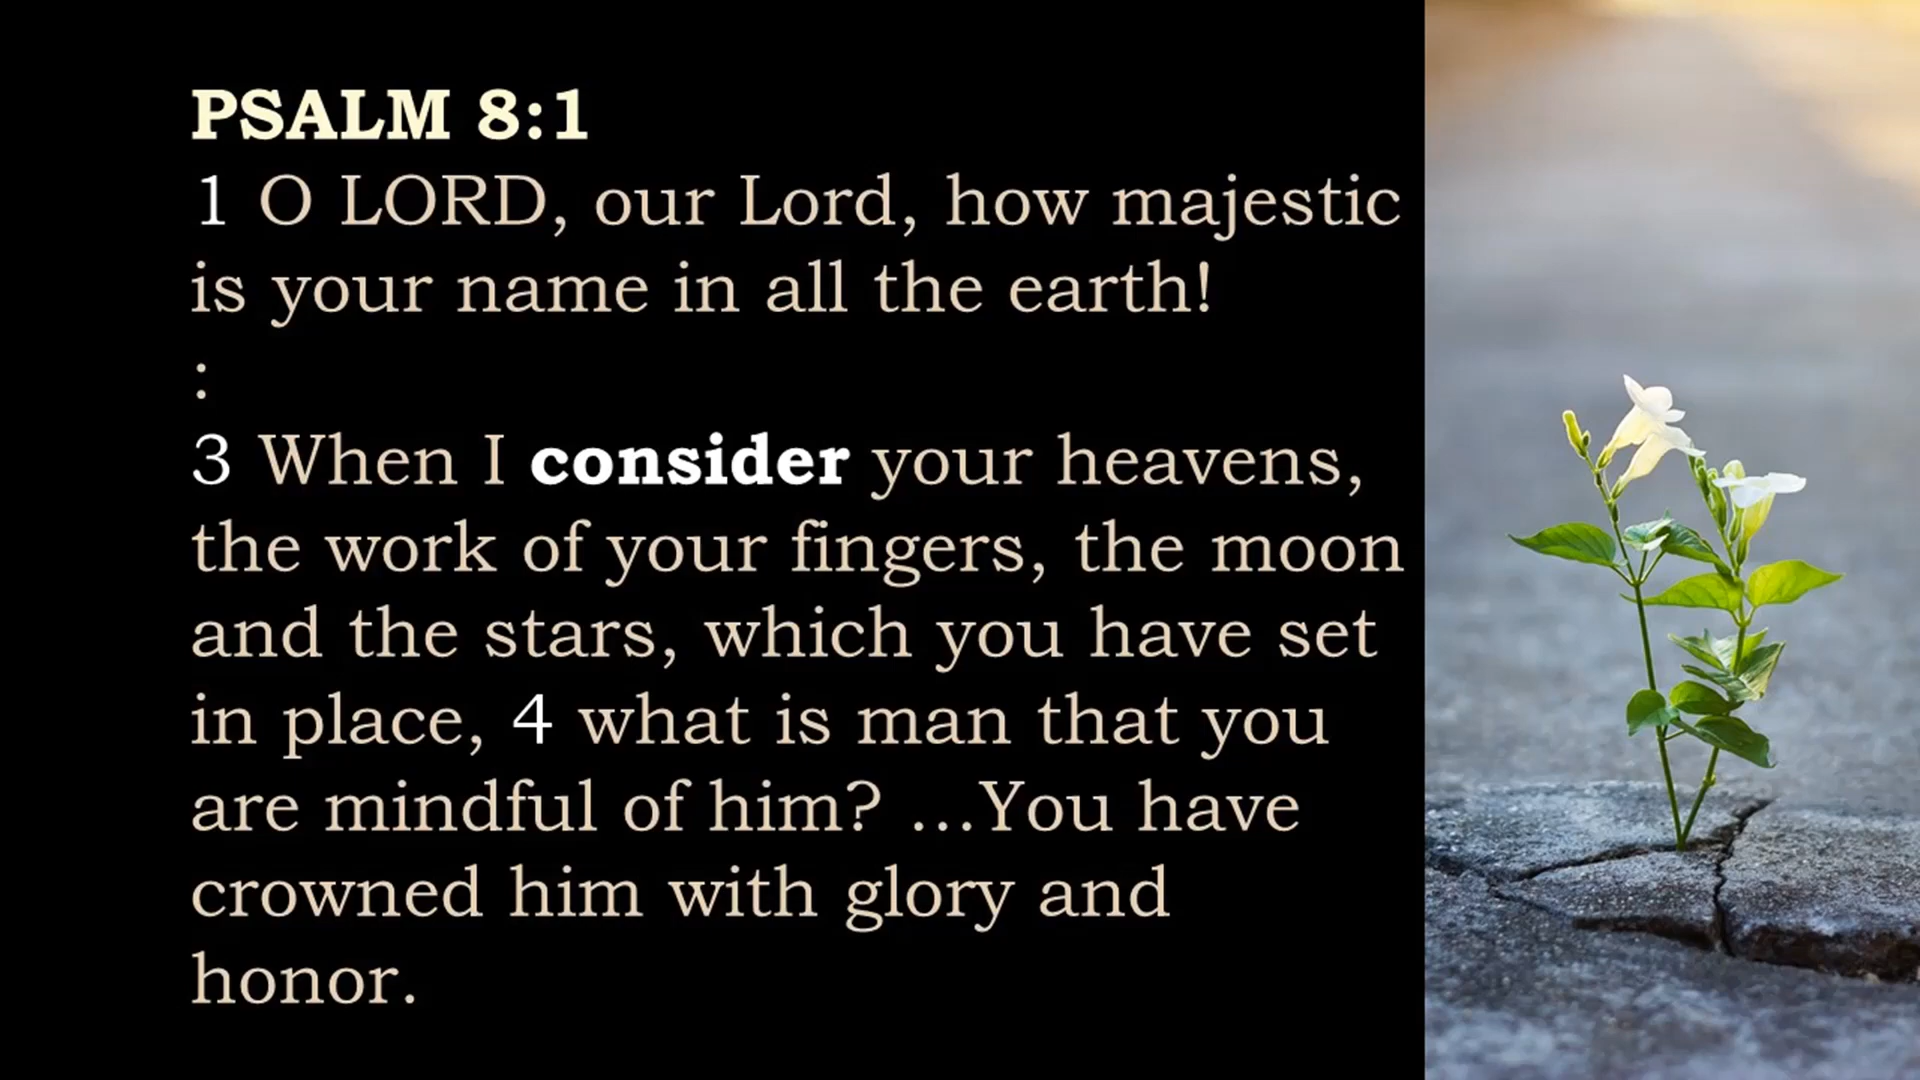 PSALM 8:1
1 O LORD, our Lord, how majestic
is your name in all the earth!
:
3 When I consider your heavens,
the work of your fingers, the moon
and the stars, which you have set
in place, 4 what is man that you
are mindful of him? …You have
crowned him with glory and
honor.